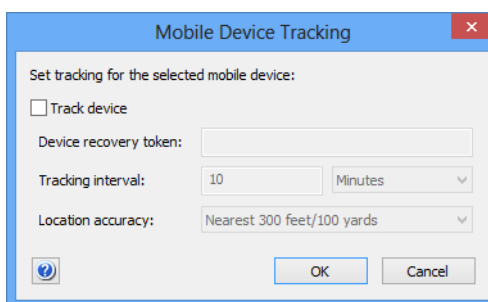 Mobile Device Tracking
Set tracking for the selected mobile device:
Track device
Device recovery token:
Tracking interval: 10 Minutes
Location accuracy: Nearest 300 feet/100 yards
OK Cancel